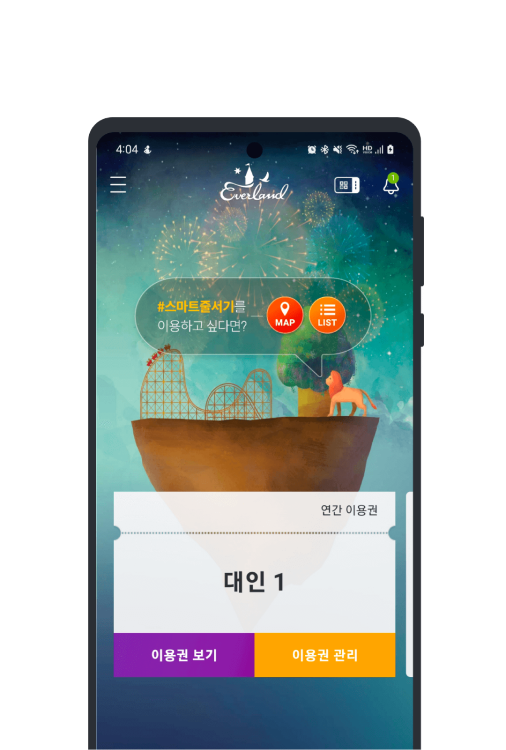 4:04
HD
Everland
1
#스마트줄서기를
이용하고 싶다면?
MAP
LIST
연간 이용권
대인 1
이용권 보기
이용권 관리